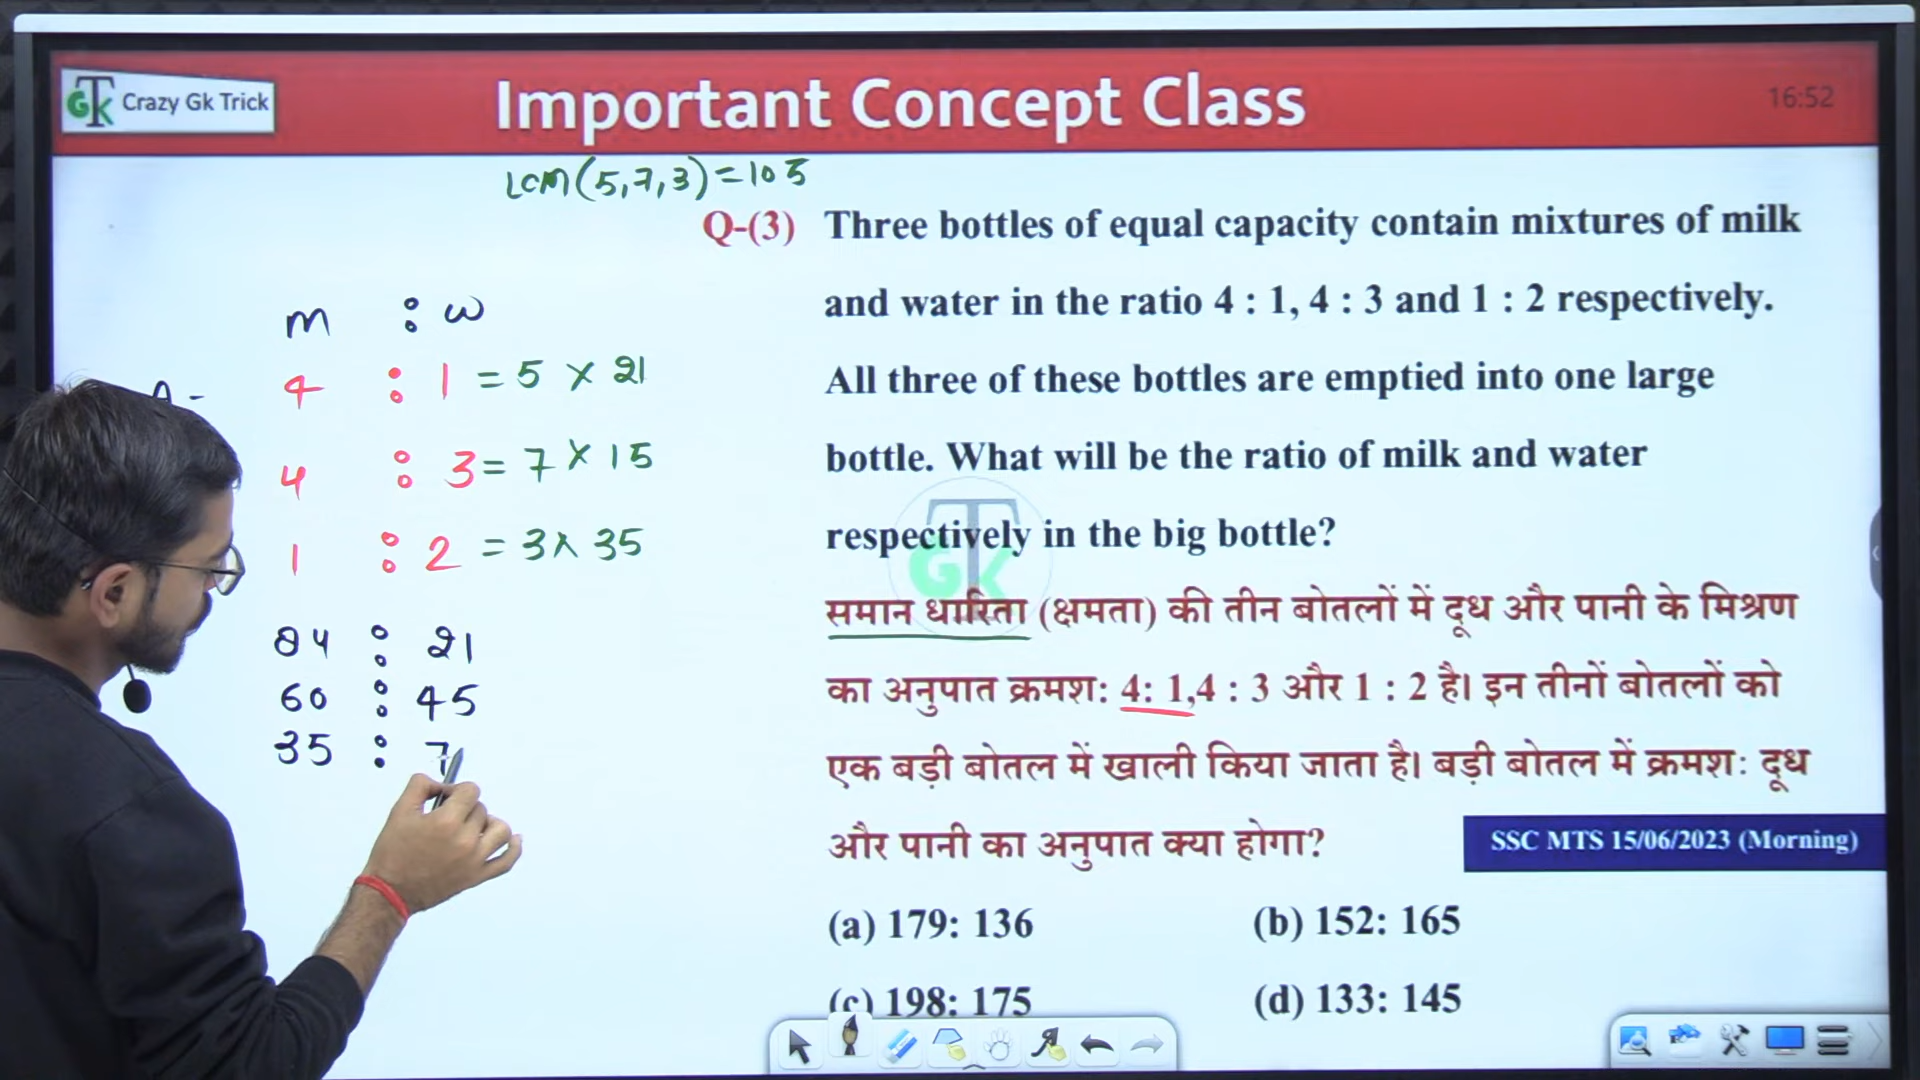 GTK Crazy Gk Trick
Important Concept Class
16:52
LCM(5,7,3)=105
m : w
4 : 1 = 5 × 21
4 : 3 = 7 × 15
1 : 2 = 3 × 35
84 : 21
60 : 45
35 : 7
Q-(3) Three bottles of equal capacity contain mixtures of milk
and water in the ratio 4 : 1, 4 : 3 and 1 : 2 respectively.
All three of these bottles are emptied into one large
bottle. What will be the ratio of milk and water
respectively in the big bottle?
समान धारिता (क्षमता) की तीन बोतलों में दूध और पानी के मिश्रण
का अनुपात क्रमश: 4: 1,4 : 3 और 1 : 2 है। इन तीनों बोतलों को
एक बड़ी बोतल में खाली किया जाता है। बड़ी बोतल में क्रमशः दूध
और पानी का अनुपात क्या होगा?
SSC MTS 15/06/2023 (Morning)
(a) 179: 136
(b) 152: 165
(c) 198: 175
(d) 133: 145
GTK